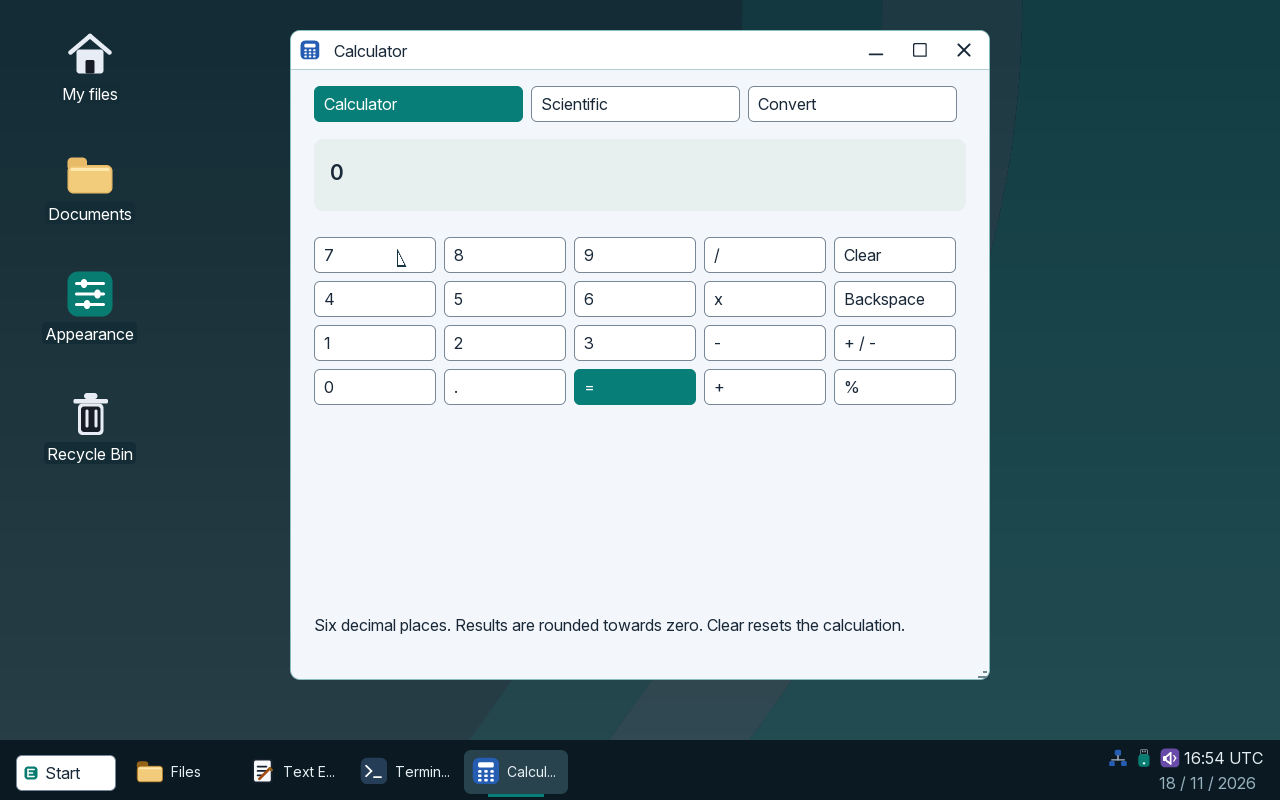 Calculator
My files
Documents
Appearance
Recycle Bin
Calculator Scientific Convert
0
7 8 9 / Clear
4 5 6 x Backspace
1 2 3 - + / -
0 . = + %
Six decimal places. Results are rounded towards zero. Clear resets the calculation.
Start Files Text E... Termin... Calcul... 16:54 UTC
18 / 11 / 2026